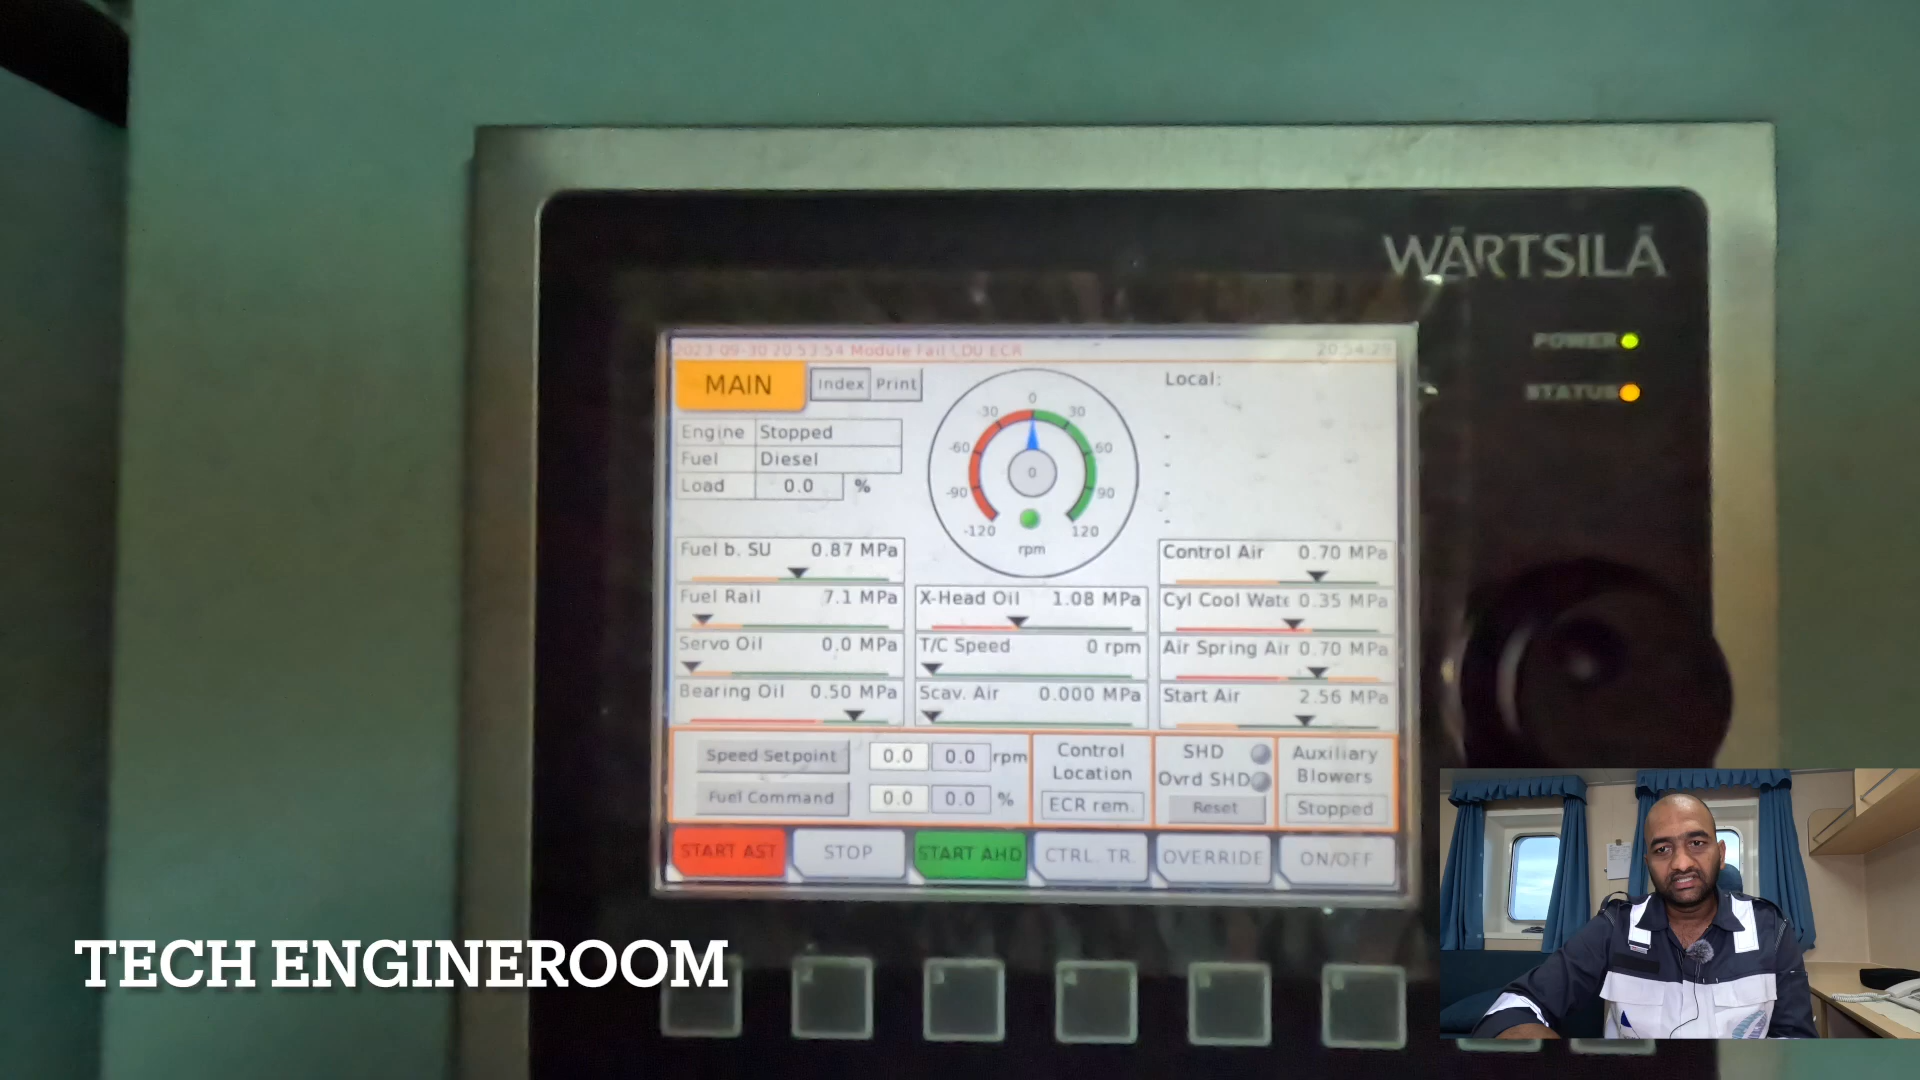 WÄRTSILÄ
POWER
STATUS
2023-09-30 20:53:54 Module Fail LDU ECR 20:54:29
MAIN Index Print
Local:
Engine Stopped
Fuel Diesel
Load 0.0 %
0
-30 30
-60 60
0
-90 90
-120 120
rpm
-
-
-
-
Fuel b. SU 0.87 MPa
Control Air 0.70 MPa
Fuel Rail 7.1 MPa
X-Head Oil 1.08 MPa
Cyl Cool Wate 0.35 MPa
Servo Oil 0.0 MPa
T/C Speed 0 rpm
Air Spring Air 0.70 MPa
Bearing Oil 0.50 MPa
Scav. Air 0.000 MPa
Start Air 2.56 MPa
Speed Setpoint 0.0 0.0 rpm
Fuel Command 0.0 0.0 %
Control
Location
ECR rem.
SHD
Ovrd SHD
Reset
Auxiliary
Blowers
Stopped
START AST STOP START AHD CTRL. TR. OVERRIDE ON/OFF
TECH ENGINEROOM